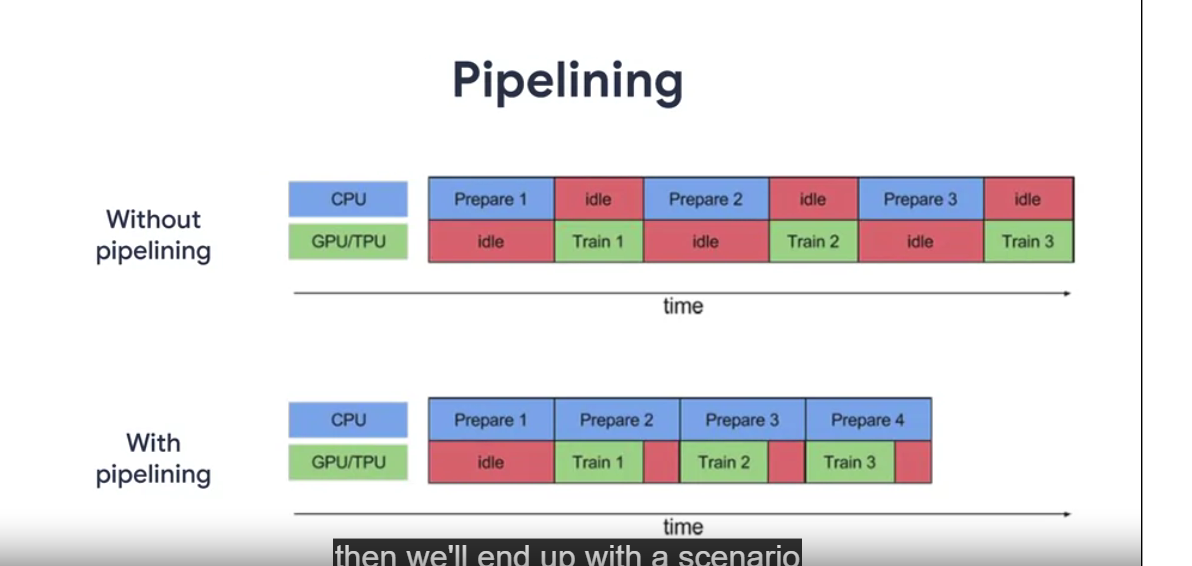 Pipelining
Without
pipelining
CPU
Prepare 1
idle
Prepare 2
idle
Prepare 3
idle
GPU/TPU
idle
Train 1
idle
Train 2
idle
Train 3
time
With
pipelining
CPU
Prepare 1
Prepare 2
Prepare 3
Prepare 4
GPU/TPU
idle
Train 1
Train 2
Train 3
time
then we'll end up with a scenario